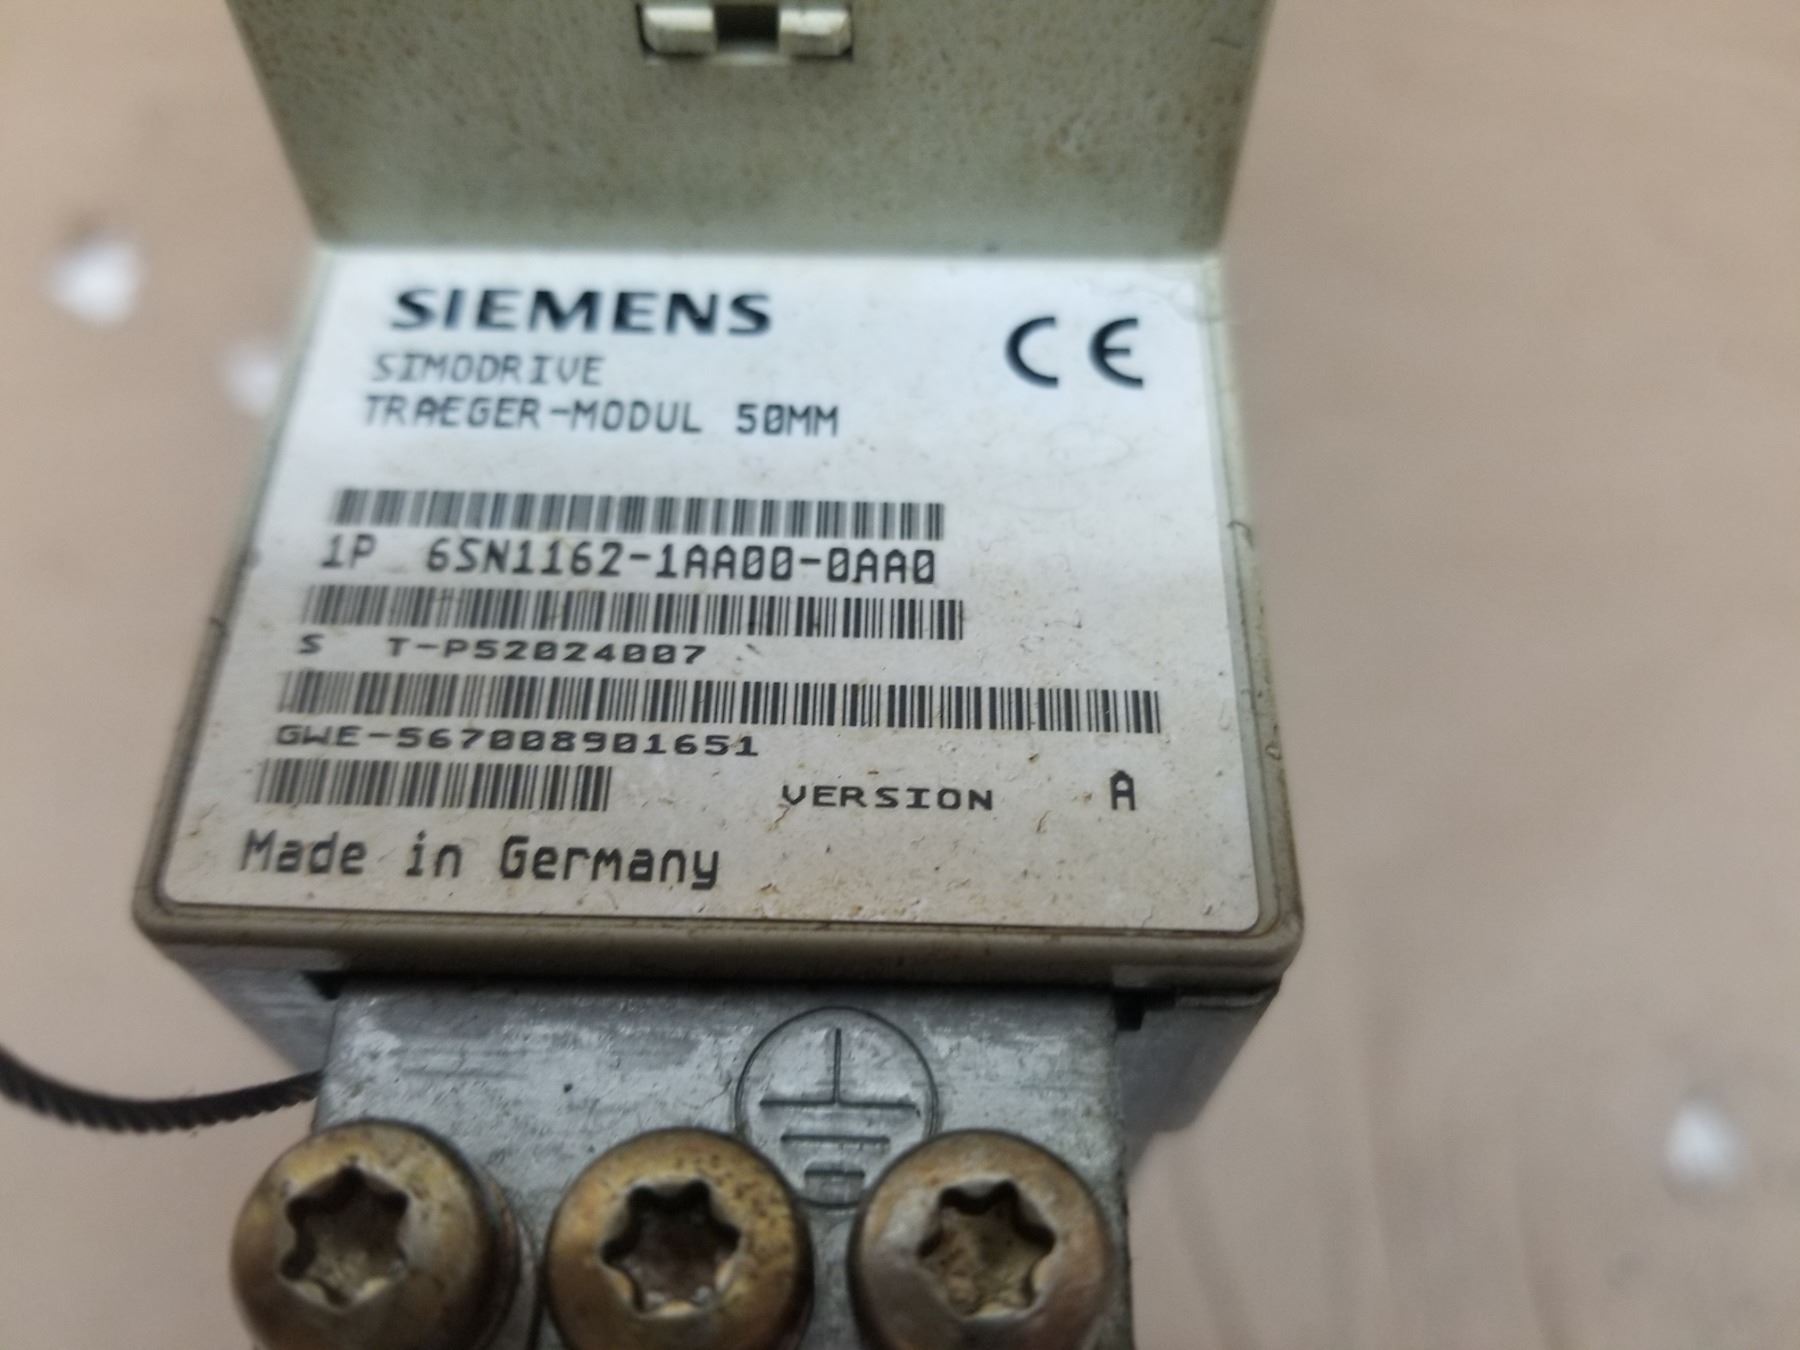 SIEMENS
CE
SIMODRIVE
TRAEGER-MODUL 50MM
1P 6SN1162-1AA00-0AA0
S T-P52024007
GWE-567008901651
VERSION A
Made in Germany